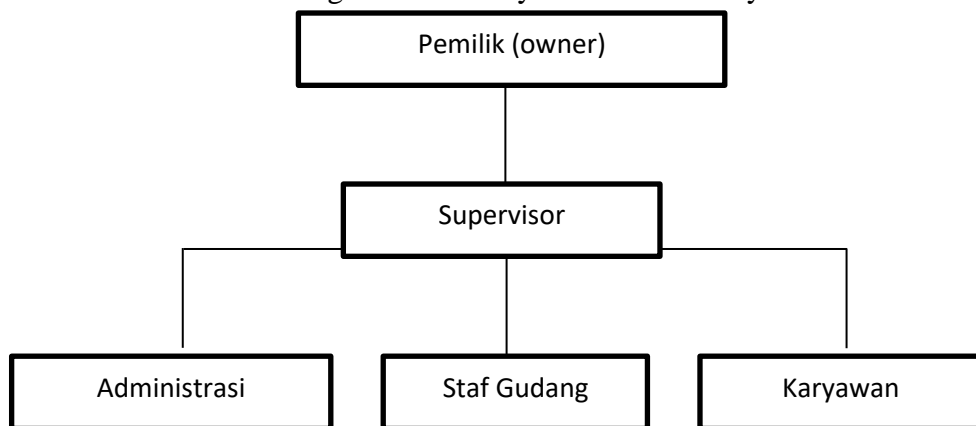 Pemilik (owner)
Supervisor
Administrasi
Staf Gudang
Karyawan